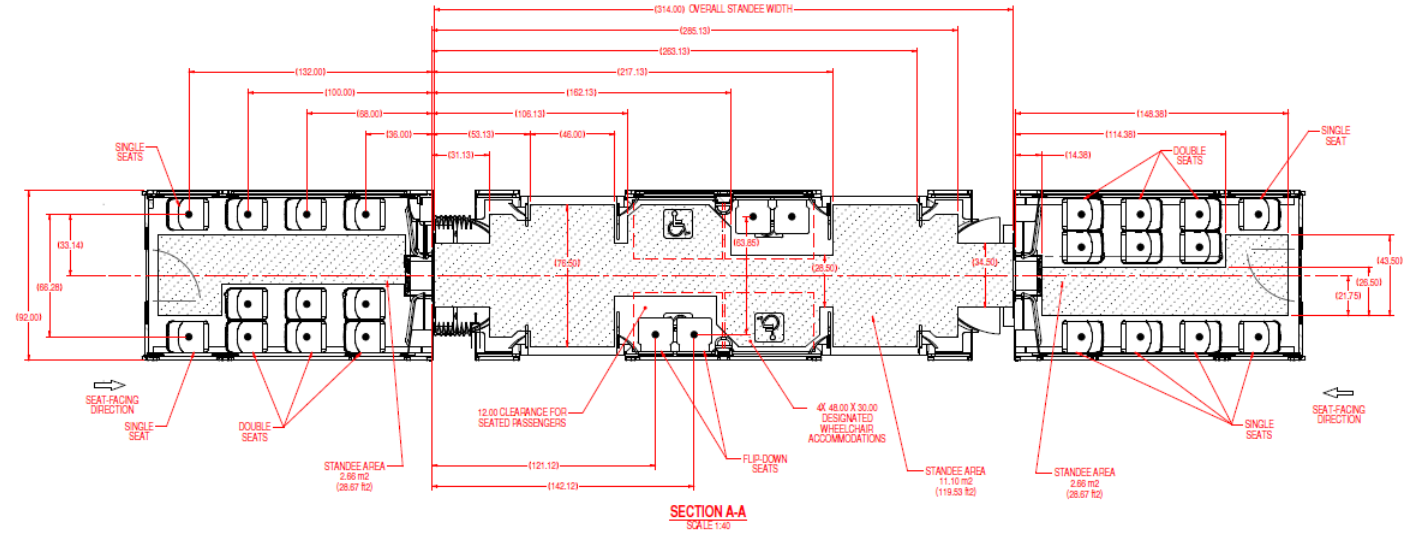 (314.00) OVERALL STANDEE WIDTH
(285.13)
(263.13)
(132.00)
(217.13)
(100.00)
(162.13)
(68.00)
(106.13)
(148.38)
(36.00)
(53.13)
(46.00)
(114.38)
(31.13)
(14.38)
SINGLE
SEATS
DOUBLE
SEATS
SINGLE
SEAT
(33.14)
(66.28)
(92.00)
(76.50)
(63.65)
(28.50)
(34.50)
(43.50)
(26.50)
(21.75)
SEAT-FACING
DIRECTION
SINGLE
SEAT
DOUBLE
SEATS
12.00 CLEARANCE FOR
SEATED PASSENGERS
4X 48.00 X 30.00
DESIGNATED
WHEELCHAIR
ACCOMMODATIONS
SINGLE
SEATS
SEAT-FACING
DIRECTION
STANDEE AREA
2.66 m2
(28.67 ft2)
(121.12)
(142.12)
FLIP-DOWN
SEATS
STANDEE AREA
11.10 m2
(119.53 ft2)
STANDEE AREA
2.66 m2
(28.67 ft2)
SECTION A-A
SCALE 1:40